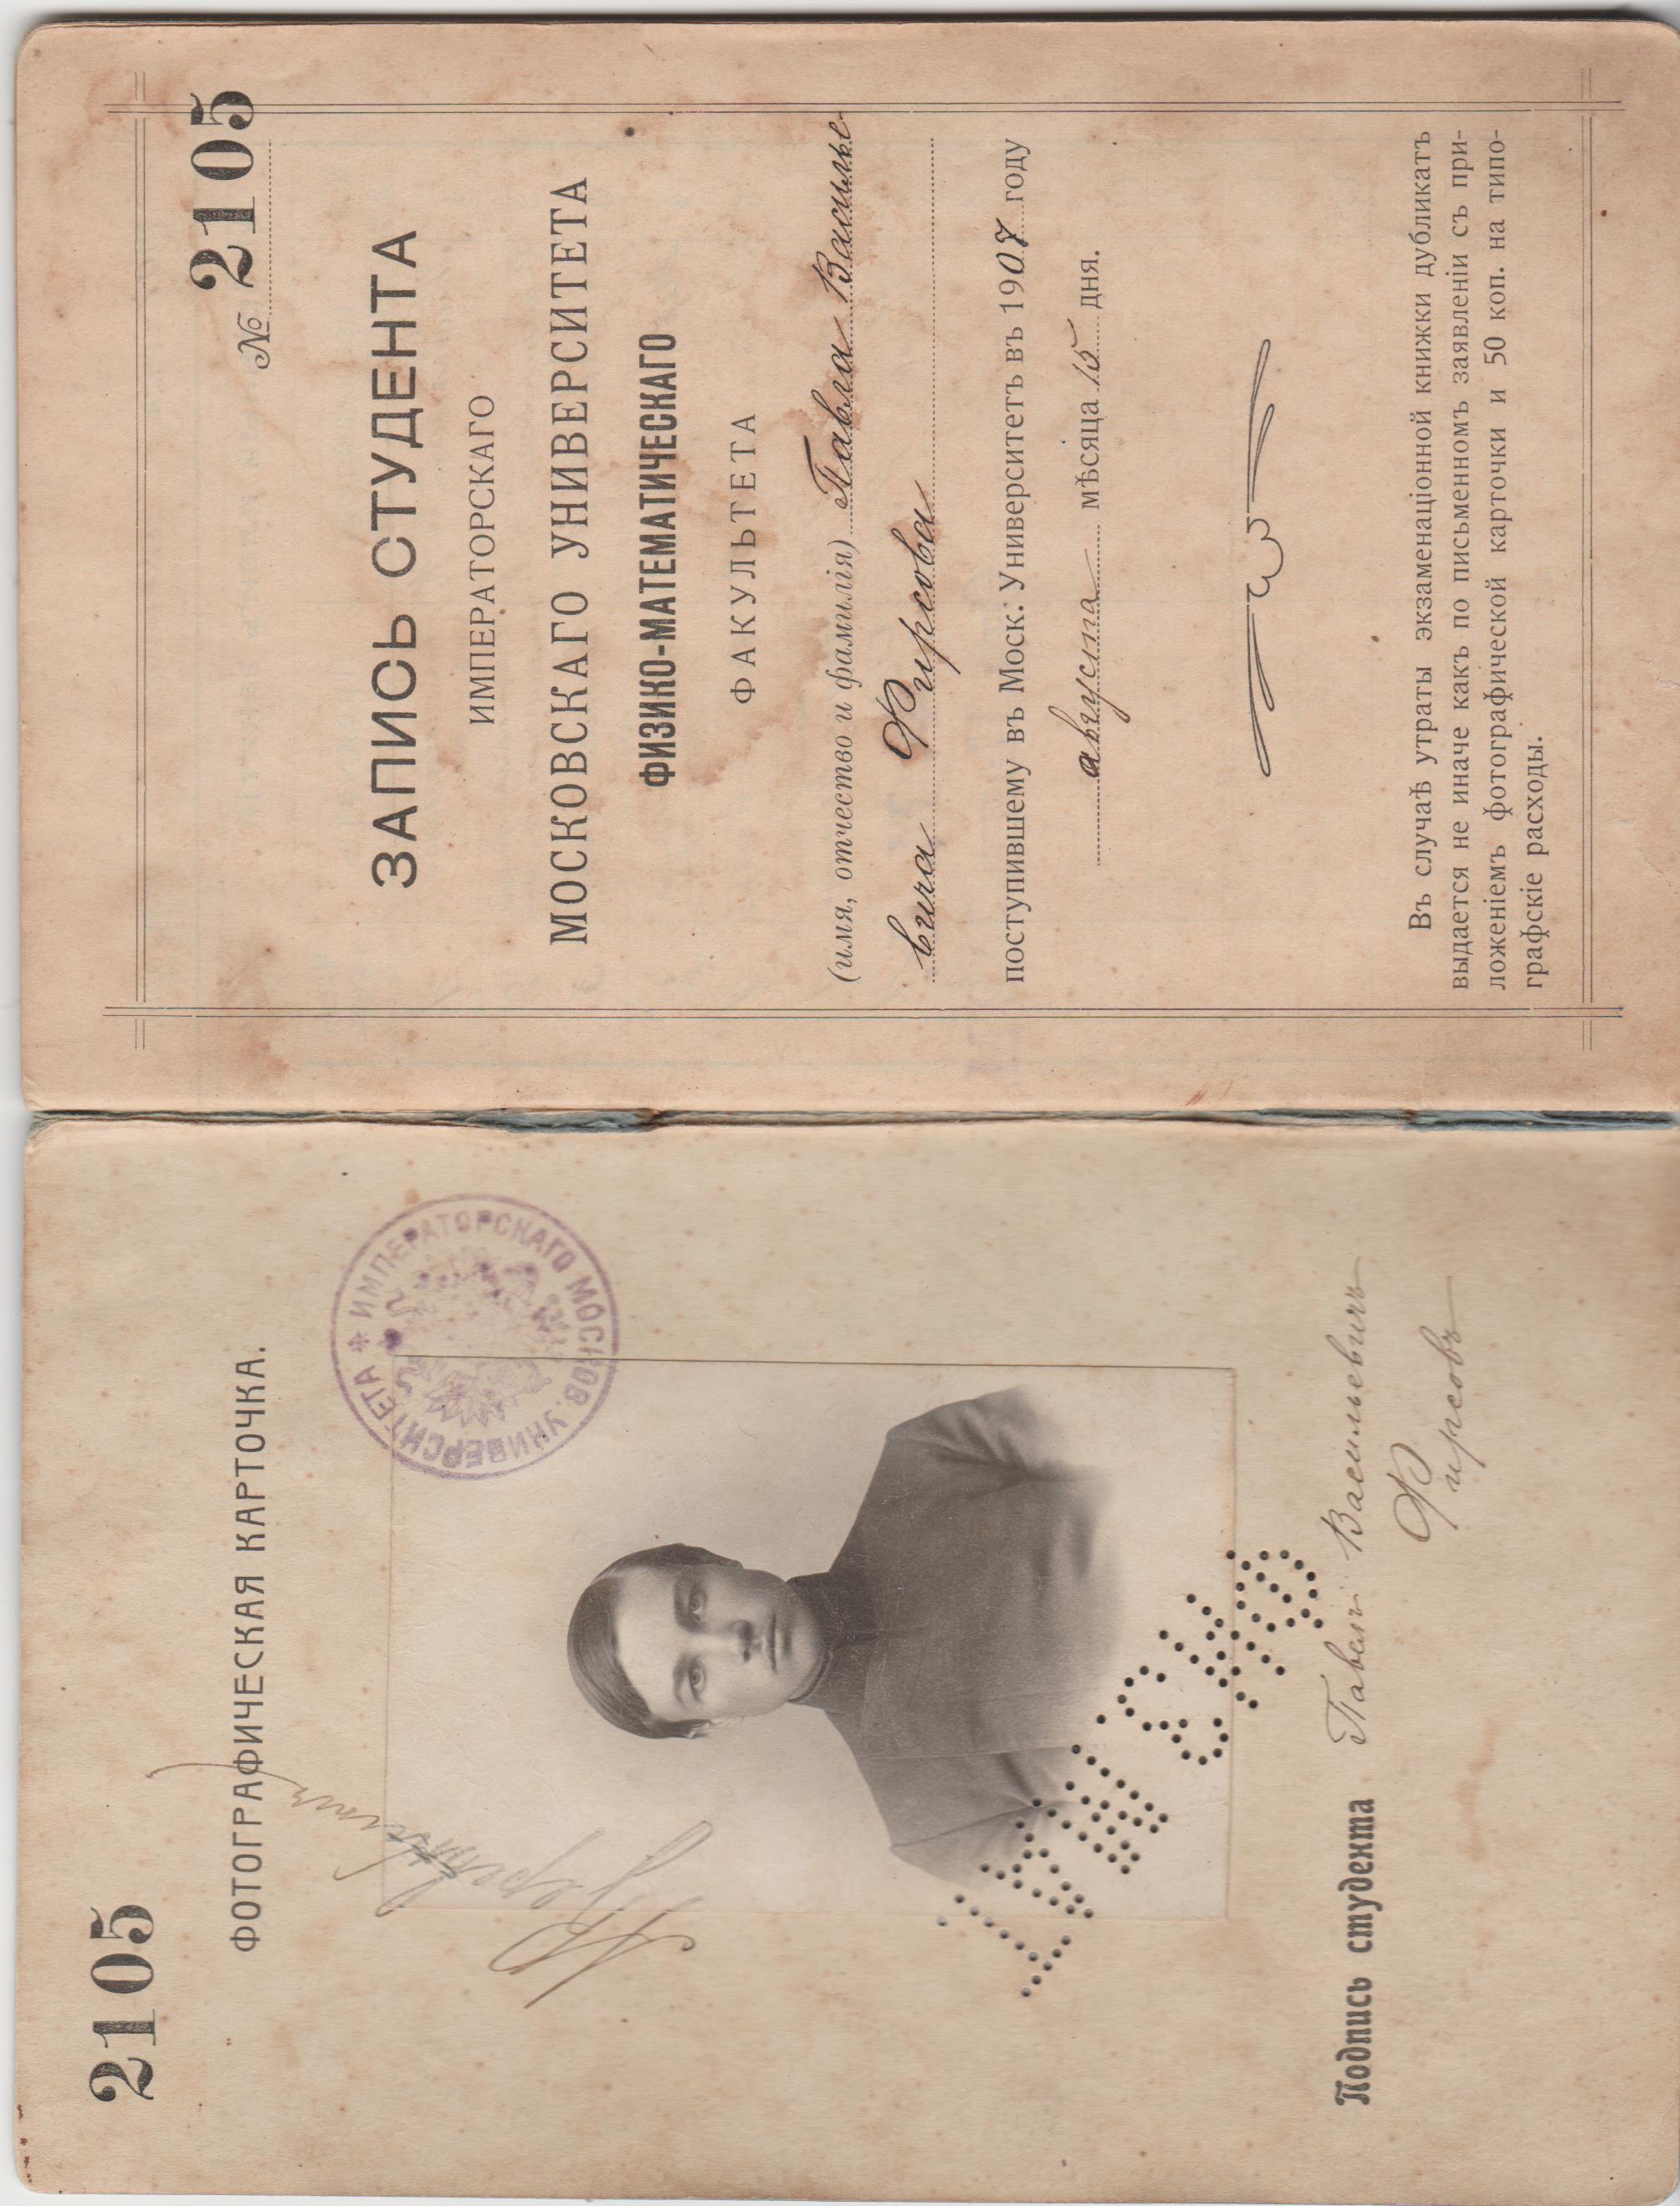 2105
ФОТОГРАФИЧЕСКАЯ КАРТОЧКА.
* ИМПЕРАТОРСКАГО МОСКОВ. УНИВЕРСИТЕТА
Подпись студента Павелъ Васильевичъ
Фирсовъ
№ 2105
ЗАПИСЬ СТУДЕНТА
ИМПЕРАТОРСКАГО
МОСКОВСКАГО УНИВЕРСИТЕТА
ФИЗИКО-МАТЕМАТИЧЕСКАГО
ФАКУЛЬТЕТА
(имя, отчество и фамилія) Павла Василье-
вича Фирсова
поступившему въ Моск. Университетъ въ 1907 году
августа мѣсяца 15 дня.
Въ случаѣ утраты экзаменаціонной книжки дубликатъ
выдается не иначе какъ по письменномъ заявленіи съ при-
ложеніемъ фотографической карточки и 50 коп. на типо-
графскіе расходы.